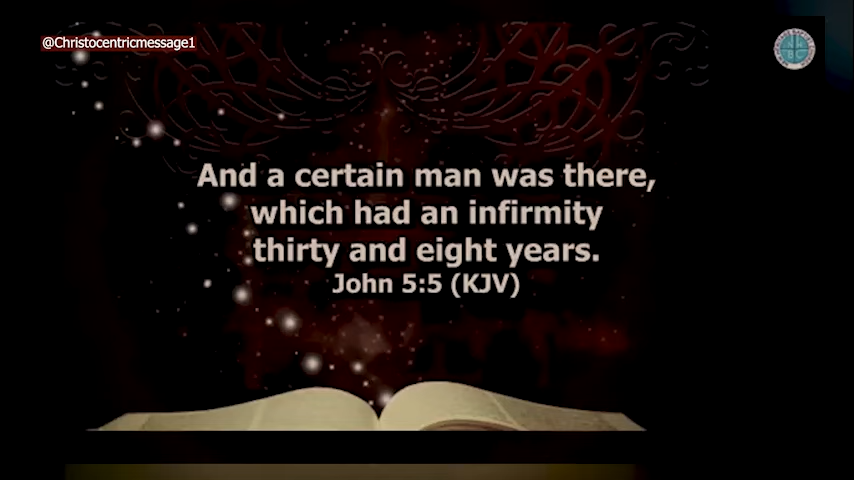 @Christocentricmessage1
And a certain man was there,
which had an infirmity
thirty and eight years.
John 5:5 (KJV)